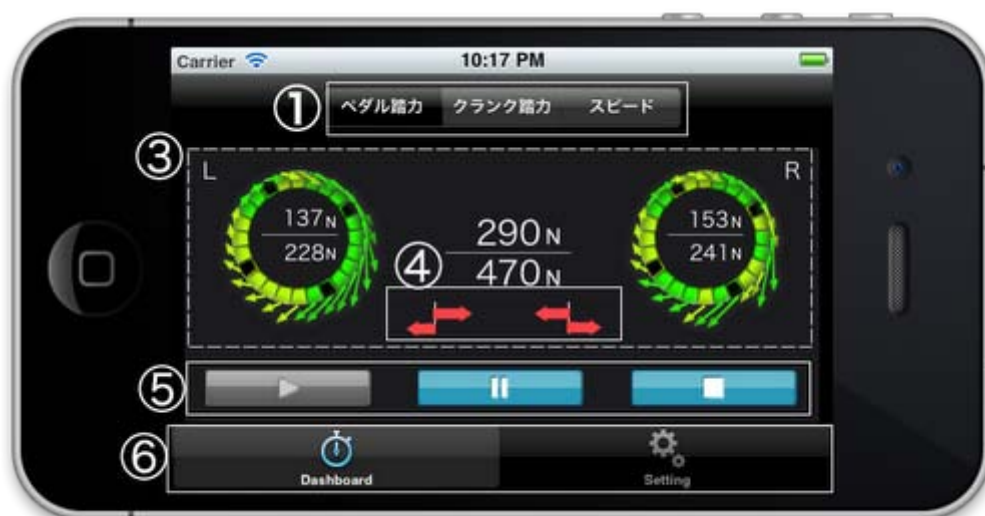 Carrier 10:17 PM
① ペダル踏力 クランク踏力 スピード
③
L R
137N 290N 153N
228N 470N 241N
④
⑤
⑥ Dashboard Setting